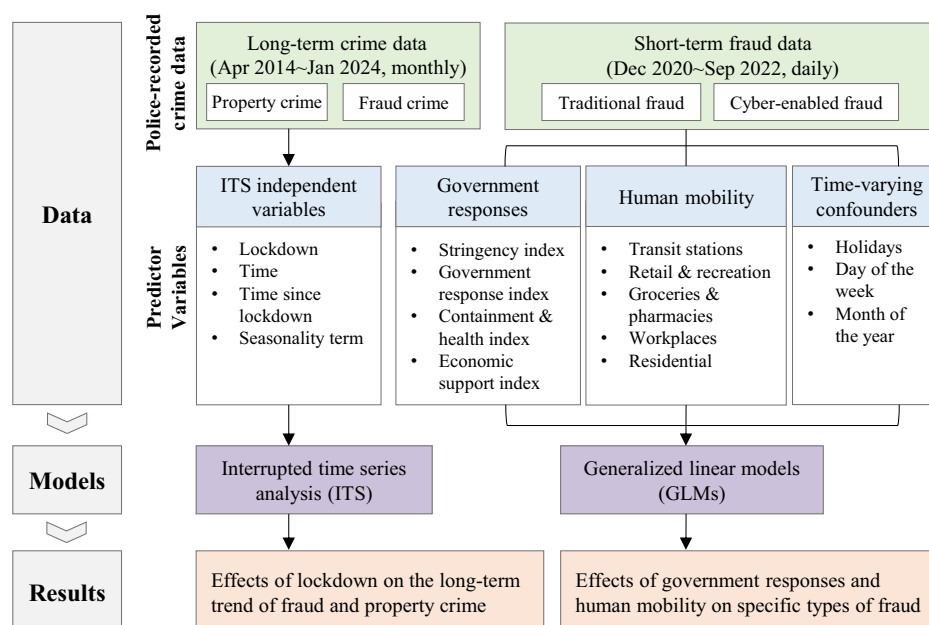 Police-recorded
crime data
Long-term crime data
(Apr 2014~Jan 2024, monthly)
Property crime
Fraud crime
Short-term fraud data
(Dec 2020~Sep 2022, daily)
Traditional fraud
Cyber-enabled fraud
Data
Predictor
Variables
ITS independent
variables
• Lockdown
• Time
• Time since
lockdown
• Seasonality term
Government
responses
• Stringency index
• Government
response index
• Containment &
health index
• Economic
support index
Human mobility
• Transit stations
• Retail & recreation
• Groceries &
pharmacies
• Workplaces
• Residential
Time-varying
confounders
• Holidays
• Day of the
week
• Month of
the year
Models
Interrupted time series
analysis (ITS)
Generalized linear models
(GLMs)
Results
Effects of lockdown on the long-term
trend of fraud and property crime
Effects of government responses and
human mobility on specific types of fraud